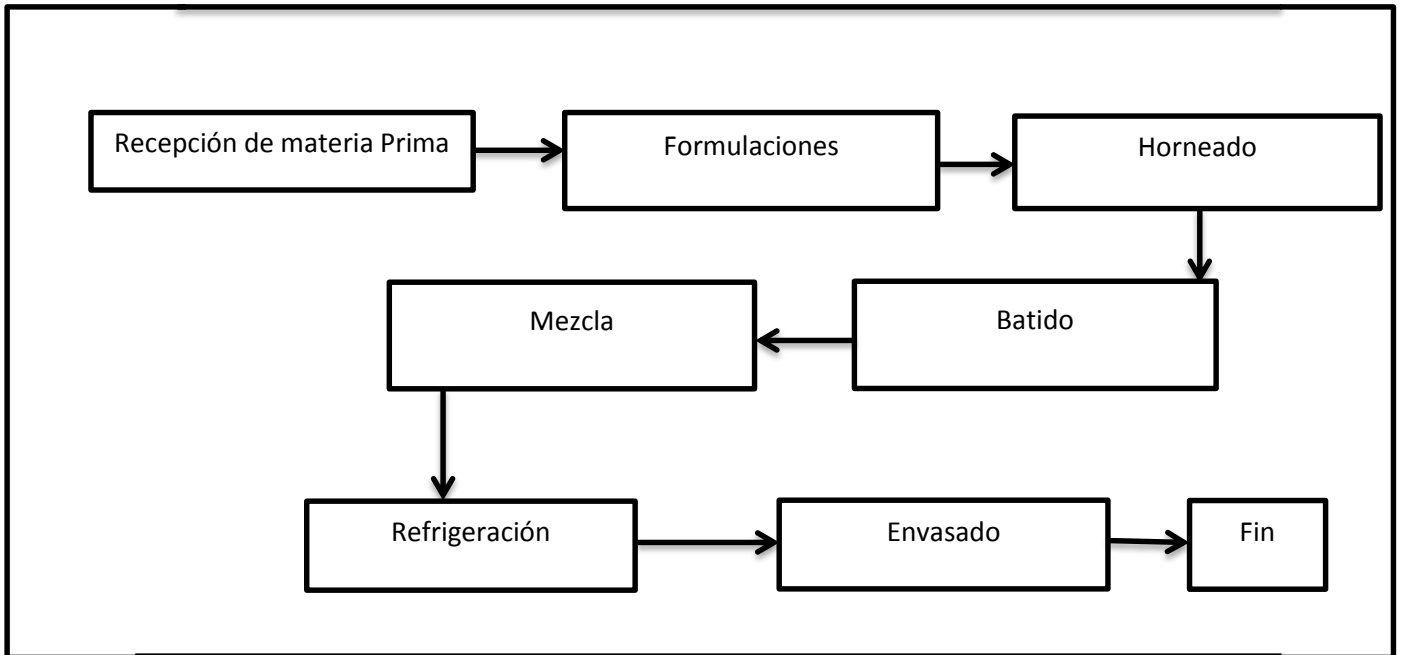 Recepción de materia Prima
Formulaciones
Horneado
Mezcla
Batido
Refrigeración
Envasado
Fin